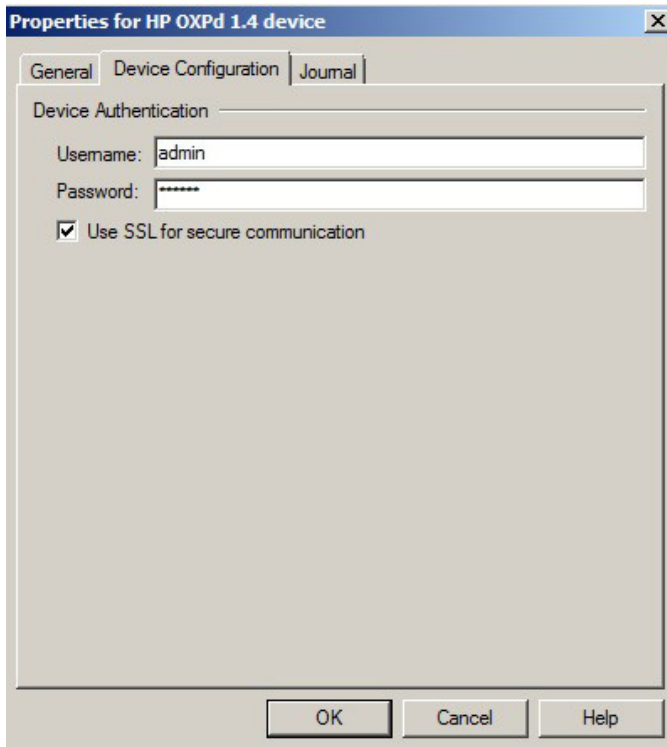 Properties for HP OXPd 1.4 device
General Device Configuration Journal
Device Authentication
Username: admin
Password: ******
Use SSL for secure communication
OK Cancel Help